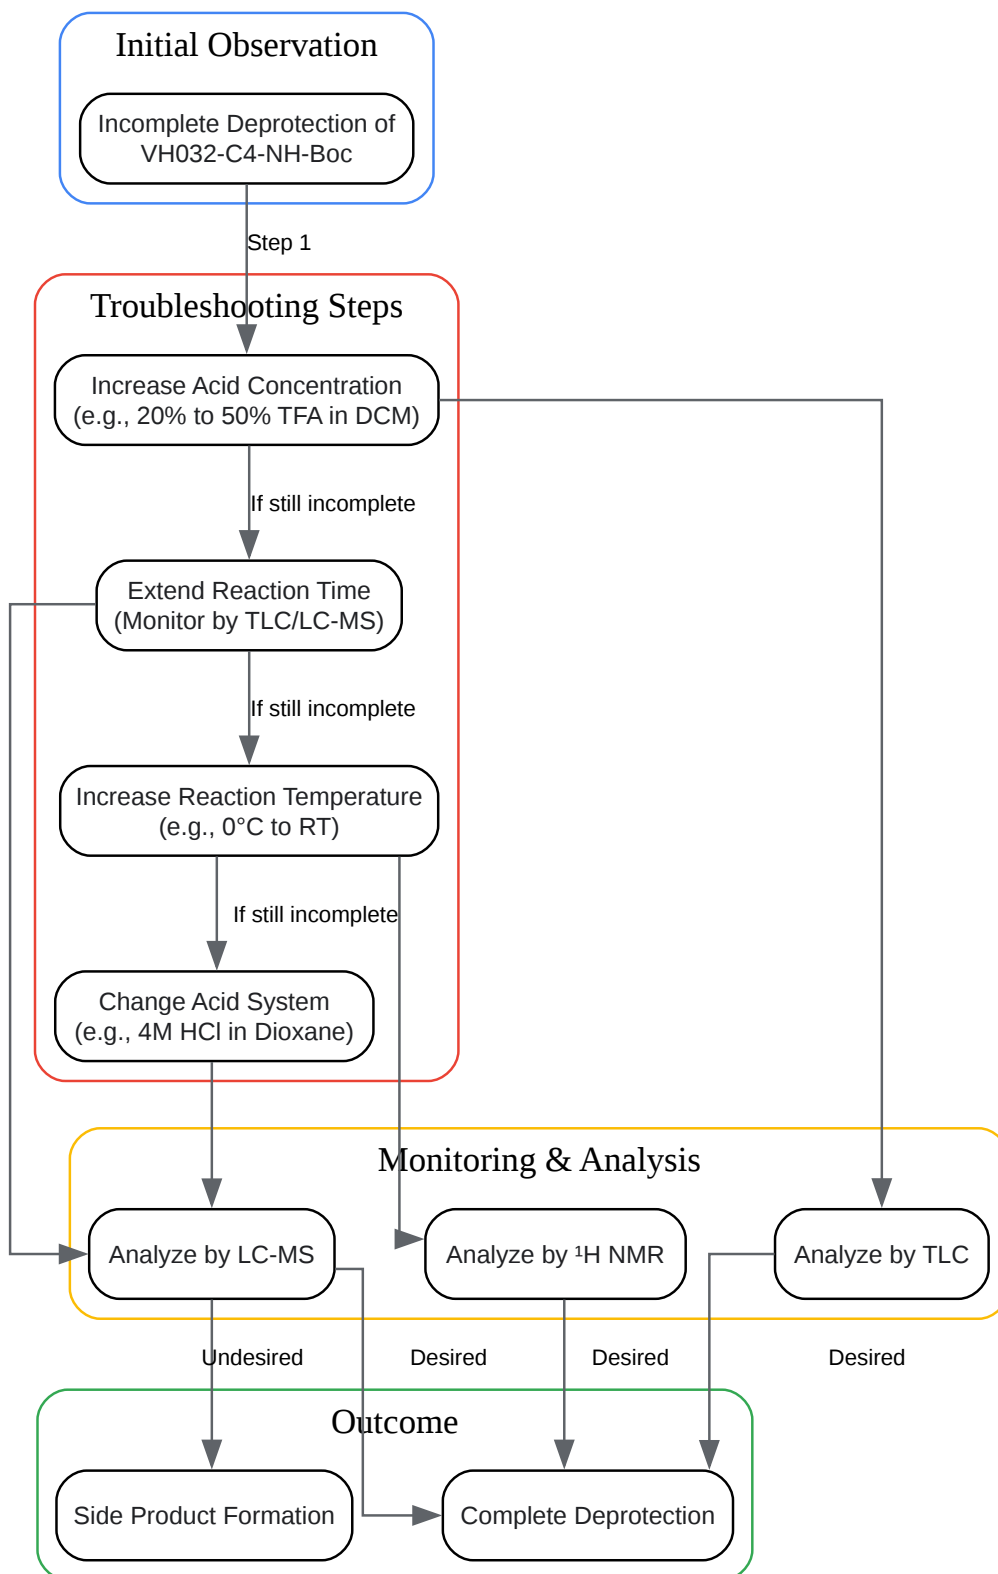 Initial Observation
Incomplete Deprotection of
VH032-C4-NH-Boc
Step 1
Troubleshooting Steps
Increase Acid Concentration
(e.g., 20% to 50% TFA in DCM)
If still incomplete
Extend Reaction Time
(Monitor by TLC/LC-MS)
If still incomplete
Increase Reaction Temperature
(e.g., 0°C to RT)
If still incomplete
Change Acid System
(e.g., 4M HCl in Dioxane)
Monitoring & Analysis
Analyze by LC-MS
Analyze by ¹H NMR
Analyze by TLC
Undesired
Desired
Desired
Desired
Outcome
Side Product Formation
Complete Deprotection